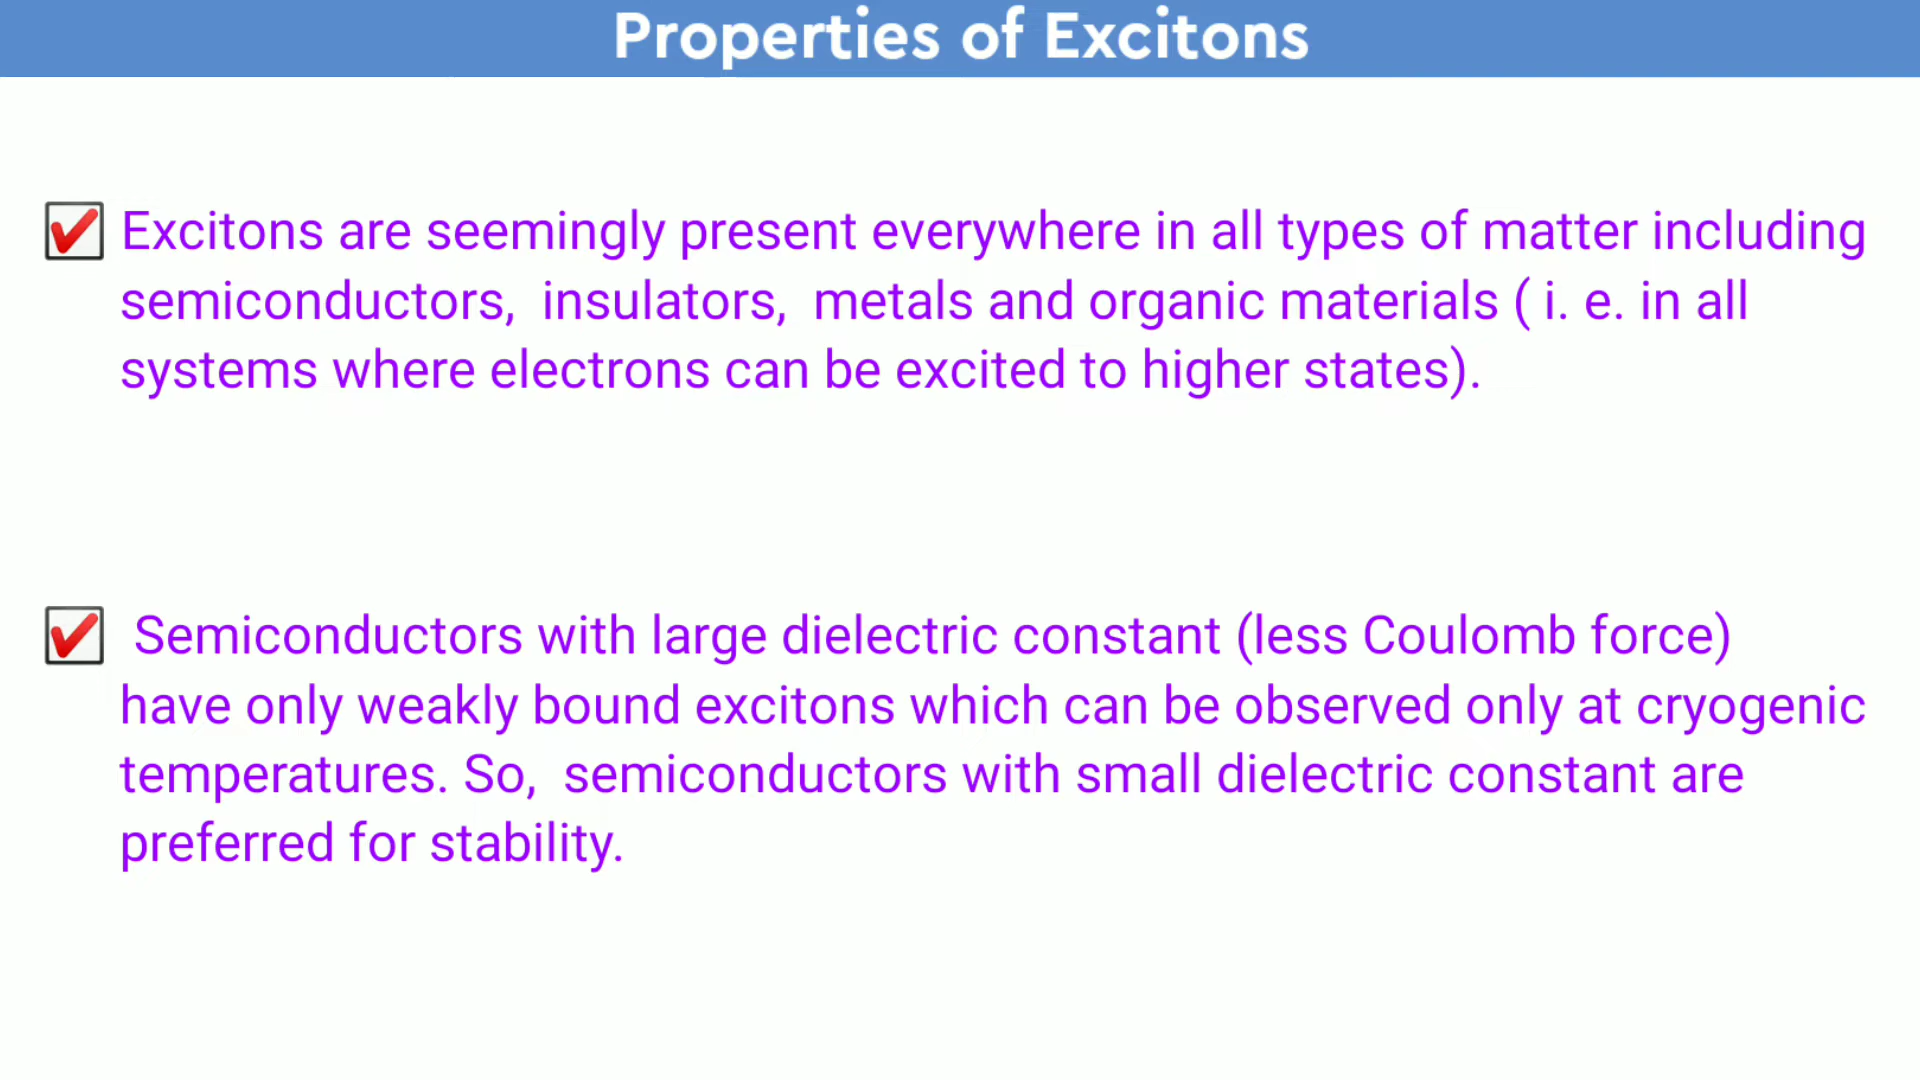 Properties of Excitons
Excitons are seemingly present everywhere in all types of matter including
semiconductors, insulators, metals and organic materials ( i. e. in all
systems where electrons can be excited to higher states).
Semiconductors with large dielectric constant (less Coulomb force)
have only weakly bound excitons which can be observed only at cryogenic
temperatures. So, semiconductors with small dielectric constant are
preferred for stability.